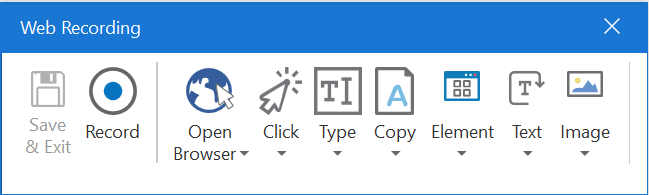 Web Recording
Save
& Exit
Record
Open
Browser
Click
Type
Copy
Element
Text
Image